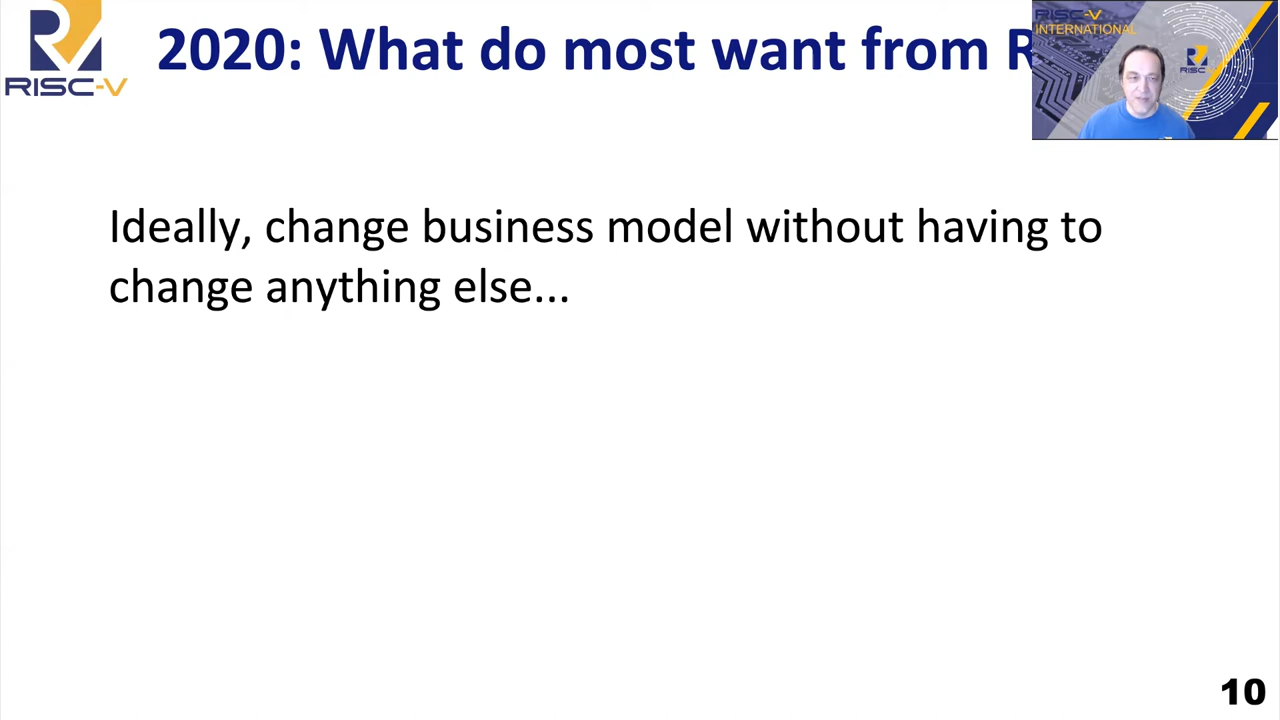 RISC-V
2020: What do most want from R
RISC-V
INTERNATIONAL
RISC-V
Ideally, change business model without having to
change anything else...
10